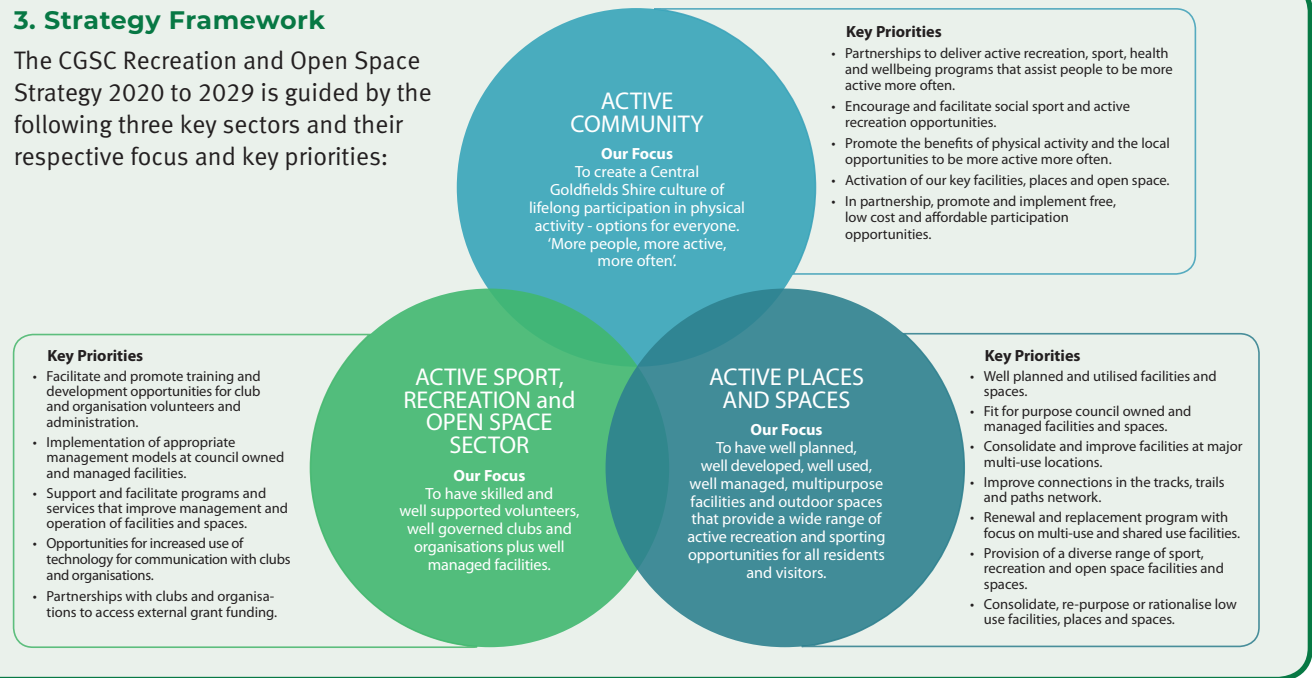 3. Strategy Framework
The CGSC Recreation and Open Space
Strategy 2020 to 2029 is guided by the
following three key sectors and their
respective focus and key priorities:
ACTIVE
COMMUNITY
Our Focus
To create a Central
Goldfields Shire culture of
lifelong participation in physical
activity - options for everyone.
‘More people, more active,
more often’.
Key Priorities
• Partnerships to deliver active recreation, sport, health
and wellbeing programs that assist people to be more
active more often.
• Encourage and facilitate social sport and active
recreation opportunities.
• Promote the benefits of physical activity and the local
opportunities to be more active more often.
• Activation of our key facilities, places and open space.
• In partnership, promote and implement free,
low cost and affordable participation
opportunities.
Key Priorities
• Facilitate and promote training and
development opportunities for club
and organisation volunteers and
administration.
• Implementation of appropriate
management models at council owned
and managed facilities.
• Support and facilitate programs and
services that improve management and
operation of facilities and spaces.
• Opportunities for increased use of
technology for communication with clubs
and organisations.
• Partnerships with clubs and organisa-
tions to access external grant funding.
ACTIVE SPORT,
RECREATION and
OPEN SPACE
SECTOR
Our Focus
To have skilled and
well supported volunteers,
well governed clubs and
organisations plus well
managed facilities.
ACTIVE PLACES
AND SPACES
Our Focus
To have well planned,
well developed, well used,
well managed, multipurpose
facilities and outdoor spaces
that provide a wide range of
active recreation and sporting
opportunities for all residents
and visitors.
Key Priorities
• Well planned and utilised facilities and
spaces.
• Fit for purpose council owned and
managed facilities and spaces.
• Consolidate and improve facilities at major
multi-use locations.
• Improve connections in the tracks, trails
and paths network.
• Renewal and replacement program with
focus on multi-use and shared use facilities.
• Provision of a diverse range of sport,
recreation and open space facilities and
spaces.
• Consolidate, re-purpose or rationalise low
use facilities, places and spaces.